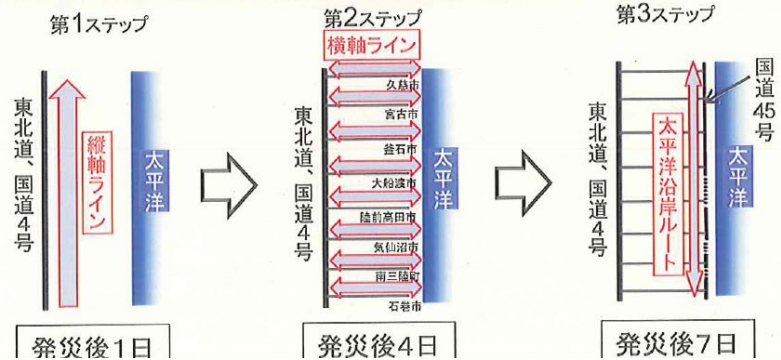 第1ステップ
東北道、国道4号
縦軸ライン
太平洋
発災後1日
第2ステップ
横軸ライン
東北道、国道4号
久慈市
宮古市
釜石市
大船渡市
陸前高田市
気仙沼市
南三陸町
石巻市
太平洋
発災後4日
第3ステップ
国道45号
東北道、国道4号
太平洋沿岸ルート
太平洋
発災後7日